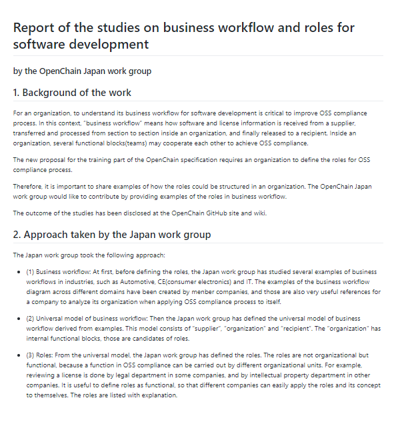 Report of the studies on business workflow and roles for
software development
by the OpenChain Japan work group
1. Background of the work
For an organization, to understand its business workflow for software development is critical to improve OSS compliance
process. In this context, "business workflow" means how software and license information is received from a supplier,
transferred and processed from section to section inside an organization, and finally released to a recipient. Inside an
organization, several functional blocks(teams) may cooperate each other to achieve OSS compliance.
The new proposal for the training part of the OpenChain specification requires an organization to define the roles for OSS
compliance process.
Therefore, it is important to share examples of how the roles could be structured in an organization. The OpenChain Japan
work group would like to contribute by providing examples of the roles in business workflow.
The outcome of the studies has been disclosed at the OpenChain GitHub site and wiki.
2. Approach taken by the Japan work group
The Japan work group took the following approach:
• (1) Business workflow: At first, before defining the roles, the Japan work group has studied several examples of business
workflows in industries, such as Automotive, CE(consumer electronics) and IT. The examples of the business workflow
diagram across different domains have been created by menber companies, and those are also very useful references for
a company to analyze its organization when applying OSS compliance process to itself.
• (2) Universal model of business workflow: Then the Japan work group has defined the universal model of business
workflow derived from examples. This model consists of "supplier", "organization" and "recipient". The "organization" has
internal functional blocks, those are candidates of roles.
• (3) Roles: From the universal model, the Japan work group has defined the roles. The roles are not organizational but
functional, because a function in OSS compliance can be carried out by different organizational units. For example,
reviewing a license is done by legal department in some companies, and by intellectual property department in other
companies. It is useful to define roles as functional, so that different companies can easily apply the roles and its concept
to themselves. The roles are listed with explanation.